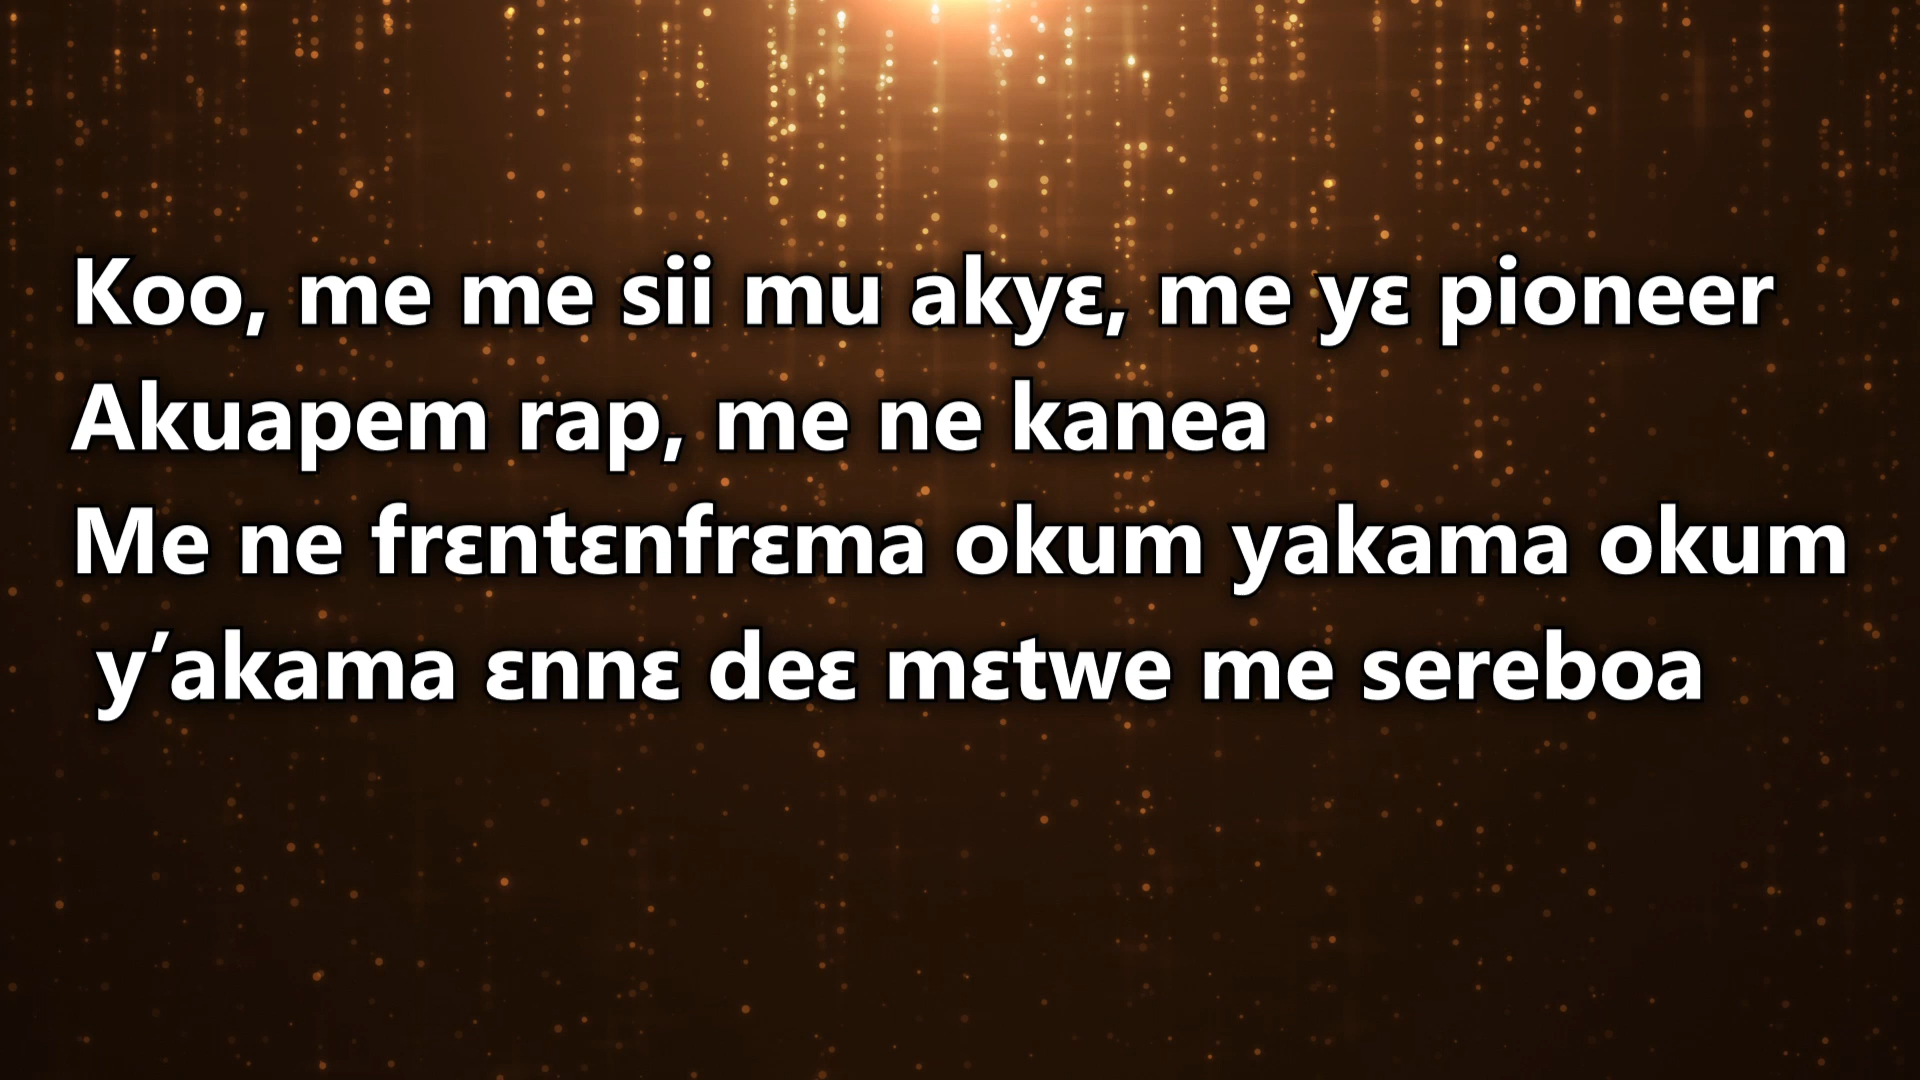 Koo, me me sii mu akyɛ, me yɛ pioneer
Akuapem rap, me ne kanea
Me ne frɛntɛnfrɛma okum yakama okum
y’akama ɛnnɛ deɛ mɛtwe me sereboa